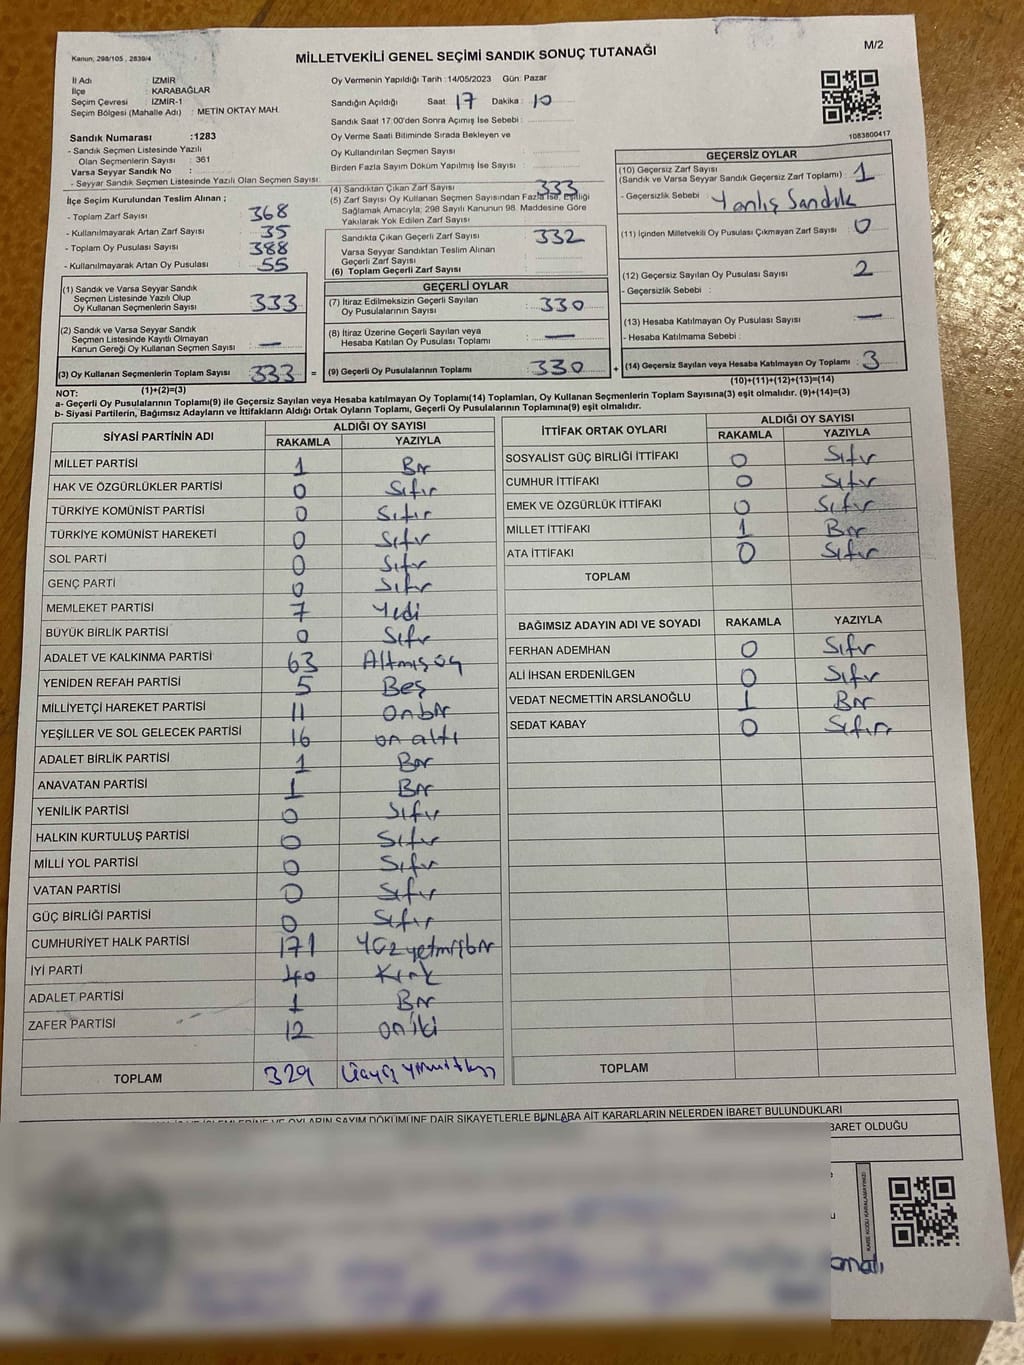 Kanun; 298/105 , 2839/4
MİLLETVEKİLİ GENEL SEÇİMİ SANDIK SONUÇ TUTANAĞI
M/2
İl Adı : İZMİR
İlçe : KARABAĞLAR
Seçim Çevresi : İZMİR-1
Seçim Bölgesi (Mahalle Adı) : METİN OKTAY MAH.
Sandık Numarası :1283
- Sandık Seçmen Listesinde Yazılı
Olan Seçmenlerin Sayısı : 361
Varsa Seyyar Sandık No :
- Seyyar Sandık Seçmen Listesinde Yazılı Olan Seçmen Sayısı:
Oy Vermenin Yapıldığı Tarih :14/05/2023 Gün: Pazar
Sandığın Açıldığı Saat 17 Dakika : 10
Sandık Saat 17:00'den Sonra Açımış İse Sebebi :
Oy Verme Saati Bitiminde Sırada Bekleyen ve
Oy Kullandırılan Seçmen Sayısı :
Birden Fazla Sayım Döküm Yapılmış İse Sayısı :
1083800417
İlçe Seçim Kurulundan Teslim Alınan ;
- Toplam Zarf Sayısı : 368
- Kullanılmayarak Artan Zarf Sayısı : 35
- Toplam Oy Pusulası Sayısı : 388
- Kullanılmayarak Artan Oy Pusulası : 55
(1) Sandık ve Varsa Seyyar Sandık
Seçmen Listesinde Yazılı Olup
Oy Kullanan Seçmenlerin Sayısı : 333
(2) Sandık ve Varsa Seyyar Sandık
Seçmen Listesinde Kayıtlı Olmayan
Kanun Gereği Oy Kullanan Seçmen Sayısı : —
(3) Oy Kullanan Seçmenlerin Toplam Sayısı : 333 =
(1)+(2)=(3)
(4) Sandıktan Çıkan Zarf Sayısı : 333
(5) Zarf Sayısı Oy Kullanan Seçmen Sayısından Fazla İse, Eşitliği
Sağlamak Amacıyla, 298 Sayılı Kanunun 98. Maddesine Göre
Yakılarak Yok Edilen Zarf Sayısı
Sandıkta Çıkan Geçerli Zarf Sayısı : 332
Varsa Seyyar Sandıktan Teslim Alınan
Geçerli Zarf Sayısı :
(6) Toplam Geçerli Zarf Sayısı :
GEÇERLİ OYLAR
(7) İtiraz Edilmeksizin Geçerli Sayılan
Oy Pusulalarının Sayısı : 330
(8) İtiraz Üzerine Geçerli Sayılan veya
Hesaba Katılan Oy Pusulası Toplamı : —
(9) Geçerli Oy Pusulalarının Toplamı : 330 +
GEÇERSİZ OYLAR
(10) Geçersiz Zarf Sayısı
(Sandık ve Varsa Seyyar Sandık Geçersiz Zarf Toplamı) : 1
- Geçersizlik Sebebi : Yanlış Sandık
(11) İçinden Milletvekili Oy Pusulası Çıkmayan Zarf Sayısı : 0
(12) Geçersiz Sayılan Oy Pusulası Sayısı : 2
- Geçersizlik Sebebi :
(13) Hesaba Katılmayan Oy Pusulası Sayısı : —
- Hesaba Katılmama Sebebi :
(14) Geçersiz Sayılan veya Hesaba Katılmayan Oy Toplamı : 3
(10)+(11)+(12)+(13)=(14)
NOT:
a- Geçerli Oy Pusulalarının Toplamı(9) ile Geçersiz Sayılan veya Hesaba katılmayan Oy Toplamı(14) Toplamları, Oy Kullanan Seçmenlerin Toplam Sayısına(3) eşit olmalıdır. (9)+(14)=(3)
b- Siyasi Partilerin, Bağımsız Adayların ve İttifakların Aldığı Ortak Oyların Toplamı, Geçerli Oy Pusulalarının Toplamına(9) eşit olmalıdır.
SİYASİ PARTİNİN ADI ALDIĞI OY SAYISI
RAKAMLA YAZIYLA
MİLLET PARTİSİ 1 Bir
HAK VE ÖZGÜRLÜKLER PARTİSİ 0 Sıfır
TÜRKİYE KOMÜNİST PARTİSİ 0 Sıfır
TÜRKİYE KOMÜNİST HAREKETİ 0 Sıfır
SOL PARTİ 0 Sıfır
GENÇ PARTİ 0 Sıfır
MEMLEKET PARTİSİ 7 Yedi
BÜYÜK BİRLİK PARTİSİ 0 Sıfır
ADALET VE KALKINMA PARTİSİ 63 Altmış üç
YENİDEN REFAH PARTİSİ 5 Beş
MİLLİYETÇİ HAREKET PARTİSİ 11 onbir
YEŞİLLER VE SOL GELECEK PARTİSİ 16 on altı
ADALET BİRLİK PARTİSİ 1 Bir
ANAVATAN PARTİSİ 1 Bir
YENİLİK PARTİSİ 0 Sıfır
HALKIN KURTULUŞ PARTİSİ 0 Sıfır
MİLLİ YOL PARTİSİ 0 Sıfır
VATAN PARTİSİ 0 Sıfır
GÜÇ BİRLİĞİ PARTİSİ 0 Sıfır
CUMHURİYET HALK PARTİSİ 171 Yüz yetmişbir
İYİ PARTİ 40 Kırk
ADALET PARTİSİ 1 Bir
ZAFER PARTİSİ 12 on iki
TOPLAM 329
İTTİFAK ORTAK OYLARI ALDIĞI OY SAYISI
RAKAMLA YAZIYLA
SOSYALİST GÜÇ BİRLİĞİ İTTİFAKI 0 Sıfır
CUMHUR İTTİFAKI 0 Sıfır
EMEK VE ÖZGÜRLÜK İTTİFAKI 0 Sıfır
MİLLET İTTİFAKI 1 Bir
ATA İTTİFAKI 0 Sıfır
TOPLAM
BAĞIMSIZ ADAYIN ADI VE SOYADI RAKAMLA YAZIYLA
FERHAN ADEMHAN 0 Sıfır
ALİ İHSAN ERDENİLGEN 0 Sıfır
VEDAT NECMETTİN ARSLANOĞLU 1 Bir
SEDAT KABAY 0 Sıfır
TOPLAM
OYLARIN SAYIM DÖKÜMÜNE DAİR ŞİKAYETLERLE BUNLARA AİT KARARLARIN NELERDEN İBARET BULUNDUKLARI
BARET OLDUĞU
KARE KODU KARALAMAYINIZ!